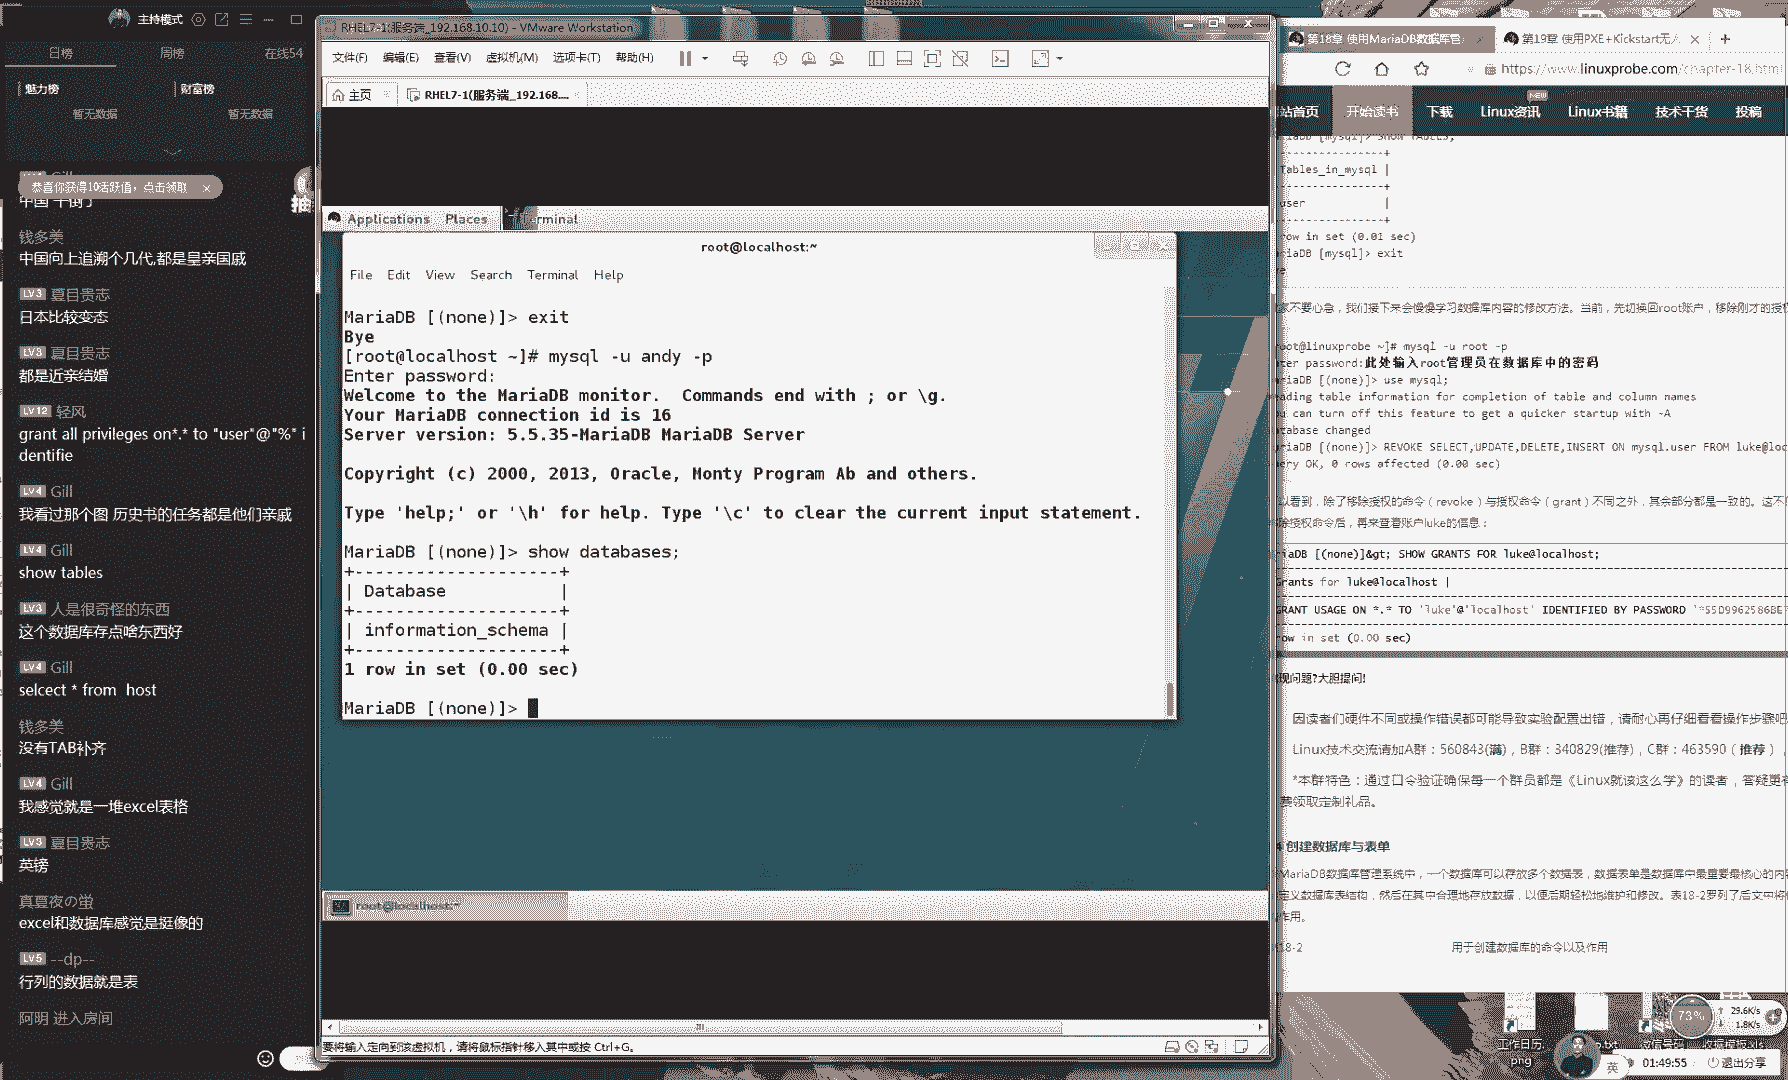 主持模式
日榜 周榜 在线54
魅力榜 财富榜
暂无数据 暂无数据
恭喜你获得10活跃值，点击领取
抽
钱多美
中国向上追溯个几代,都是皇亲国戚
LV3 夏目贵志
日本比较变态
LV3 夏目贵志
都是近亲结婚
LV12 轻风
grant all privileges on*.* to "user"@"%" i
dentifie
LV4 Gill
我看过那个图 历史书的任务都是他们亲戚
LV4 Gill
show tables
LV3 人是很奇怪的东西
这个数据库存点啥东西好
LV4 Gill
selcect * from host
钱多美
没有TAB补齐
LV4 Gill
我感觉就是一堆excel表格
LV3 夏目贵志
英镑
真夏夜の蛍
excel和数据库感觉是挺像的
LV5 --dp--
行列的数据就是表
阿明 进入房间
RHEL7-1(服务端_192.168.10.10) - VMware Workstation
文件(F) 编辑(E) 查看(V) 虚拟机(M) 选项卡(T) 帮助(H)
主页 RHEL7-1(服务端_192.168....
Applications Places Terminal
root@localhost:~
File Edit View Search Terminal Help
MariaDB [(none)]> exit
Bye
[root@localhost ~]# mysql -u andy -p
Enter password:
Welcome to the MariaDB monitor.  Commands end with ; or \g.
Your MariaDB connection id is 16
Server version: 5.5.35-MariaDB MariaDB Server
Copyright (c) 2000, 2013, Oracle, Monty Program Ab and others.
Type 'help;' or '\h' for help. Type '\c' to clear the current input statement.
MariaDB [(none)]> show databases;
+--------------------+
| Database           |
+--------------------+
| information_schema |
+--------------------+
1 row in set (0.00 sec)
MariaDB [(none)]>
root@localhost:~
要将输入定向到该虚拟机，请将鼠标指针移入其中或按 Ctrl+G。
第18章 使用MariaDB数据库管 第19章 使用PXE+Kickstart无人
https://www.linuxprobe.com/chapter-18.html
站首页 开始读书 下载 Linux资讯 NEW Linux书籍 技术干货 投稿
iaDB [mysql]> SHOW TABLES;
--------------+
ables_in_mysql |
--------------+
user |
--------------+
row in set (0.01 sec)
iaDB [mysql]> exit
家不要心急，我们接下来会慢慢学习数据库内容的修改方法。当前，先切换回root账户，移除刚才的授权
root@linuxprobe ~]# mysql -u root -p
ter password:此处输入root管理员在数据库中的密码
iaDB [(none)]> use mysql;
eading table information for completion of table and column names
ou can turn off this feature to get a quicker startup with -A
atabase changed
iaDB [(none)]> REVOKE SELECT,UPDATE,DELETE,INSERT ON mysql.user FROM luke@loc
ery OK, 0 rows affected (0.00 sec)
以看到，除了移除授权的命令（revoke）与授权命令（grant）不同之外，其余部分都是一致的。这不
除授权命令后，再来查看账户luke的信息：
iaDB [(none)]&gt; SHOW GRANTS FOR luke@localhost;
Grants for luke@localhost |
GRANT USAGE ON *.* TO 'luke'@'localhost' IDENTIFIED BY PASSWORD '*55D9962586BE
row in set (0.00 sec)
现问题?大胆提问!
因读者们硬件不同或操作错误都可能导致实验配置出错，请耐心再仔细看看操作步骤吧
Linux技术交流请加A群：560843(满)，B群：340829(推荐)，C群：463590（推荐），
*本群特色：通过口令验证确保每一个群员都是《Linux就该这么学》的读者，答疑更有
费领取定制礼品。
创建数据库与表单
MariaDB数据库管理系统中，一个数据库可以存放多个数据表，数据表单是数据库中最重要最核心的内
定义数据库表结构，然后在其中合理地存放数据，以便后期轻松地维护和修改。表18-2罗列了后文中将
作用。
18-2 用于创建数据库的命令以及作用
73% 29.6K/s
1.8K/s
工作日历. .txt 微信号码 收据模板.xls
png
英 01:49:55 退出分享